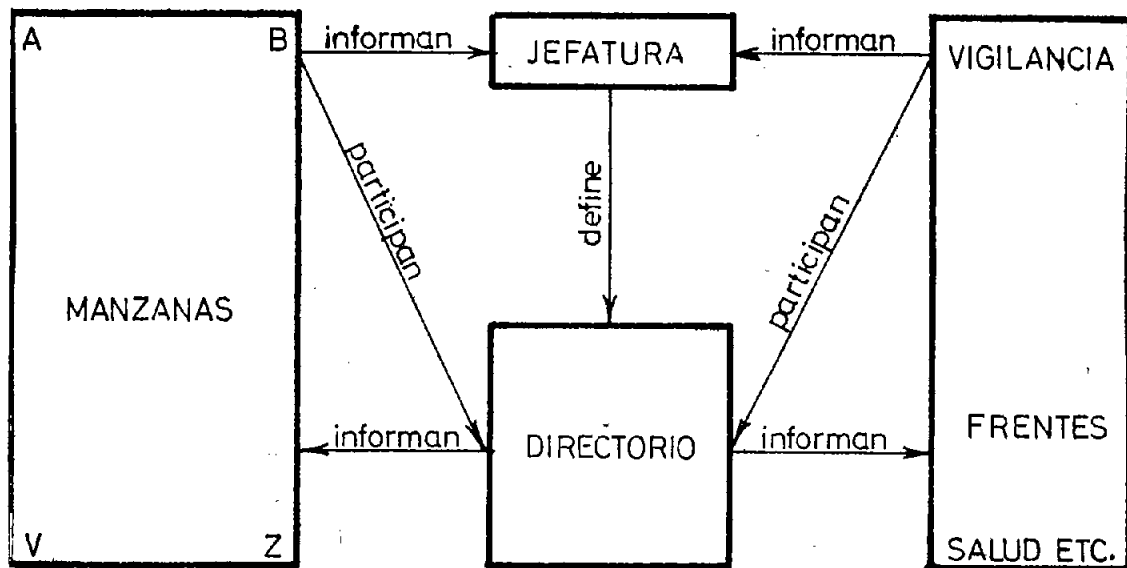 A B informan JEFATURA informan VIGILANCIA
participan define participan
MANZANAS
informan DIRECTORIO informan FRENTES
V Z SALUD ETC.